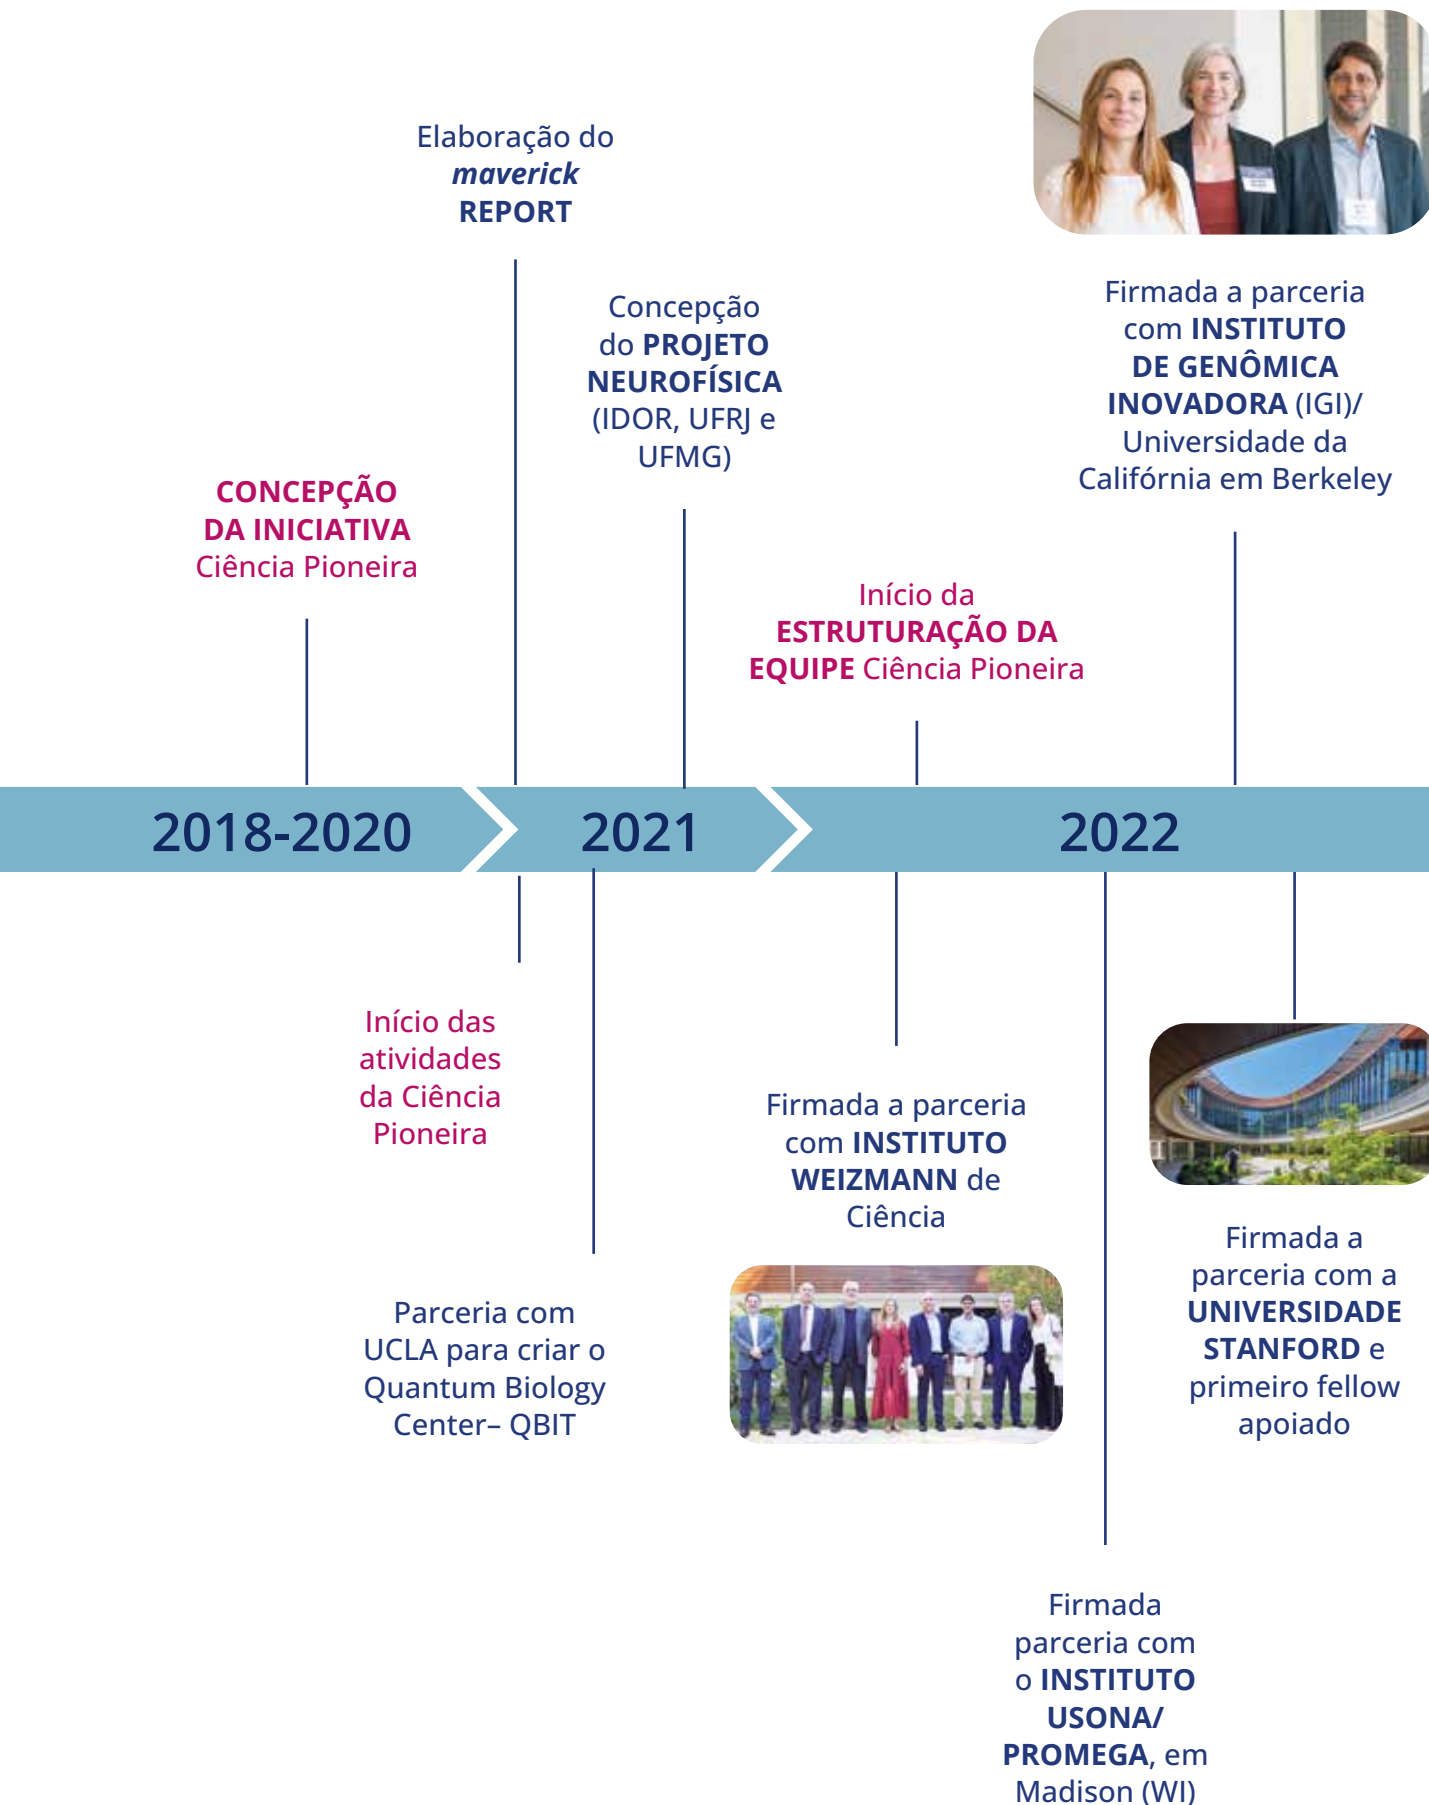 Elaboração do
maverick
REPORT
Concepção
do PROJETO
NEUROFÍSICA
(IDOR, UFRJ e
UFMG)
Firmada a parceria
com INSTITUTO
DE GENÔMICA
INOVADORA (IGI)/
Universidade da
Califórnia em Berkeley
CONCEPÇÃO
DA INICIATIVA
Ciência Pioneira
Início da
ESTRUTURAÇÃO DA
EQUIPE Ciência Pioneira
2018-2020
2021
2022
Início das
atividades
da Ciência
Pioneira
Parceria com
UCLA para criar o
Quantum Biology
Center– QBIT
Firmada a parceria
com INSTITUTO
WEIZMANN de
Ciência
Firmada a
parceria com a
UNIVERSIDADE
STANFORD e
primeiro fellow
apoiado
Firmada
parceria com
o INSTITUTO
USONA/
PROMEGA, em
Madison (WI)